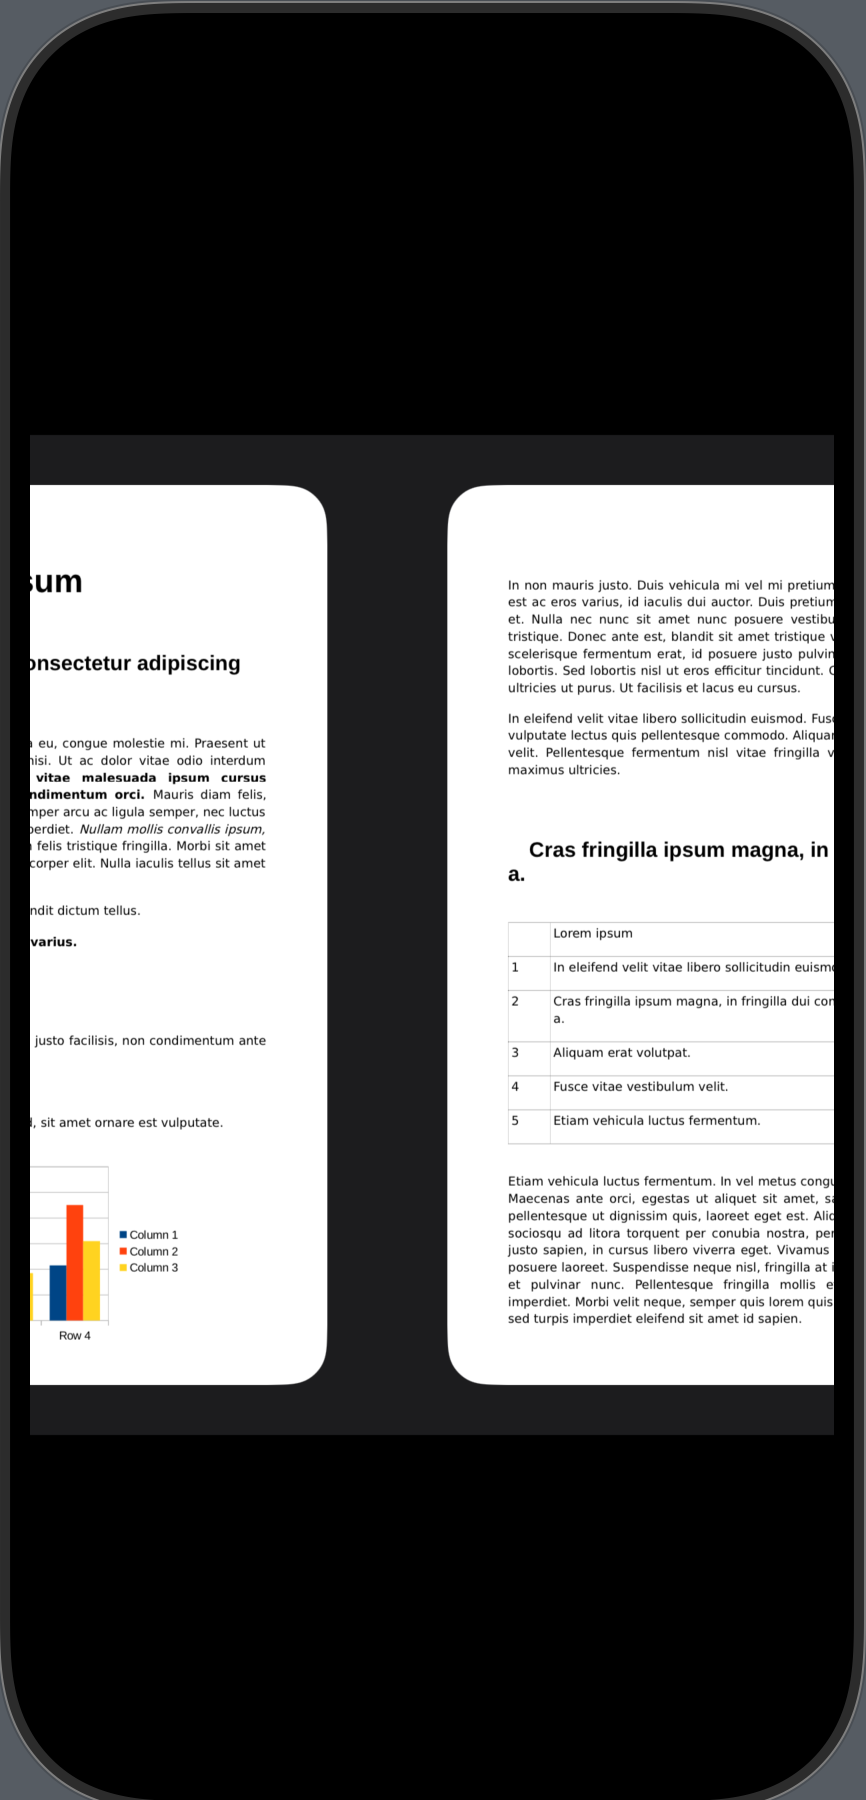 sum
onsectetur adipiscing
eu, congue molestie mi. Praesent ut
nisi. Ut ac dolor vitae odio interdum
vitae malesuada ipsum cursus
ndimentum orci. Mauris diam felis,
mper arcu ac ligula semper, nec luctus
perdiet. Nullam mollis convallis ipsum,
felis tristique fringilla. Morbi sit amet
corper elit. Nulla iaculis tellus sit amet
ndit dictum tellus.
varius.
justo facilisis, non condimentum ante
, sit amet ornare est vulputate.
Column 1
Column 2
Column 3
Row 4
In non mauris justo. Duis vehicula mi vel mi pretium
est ac eros varius, id iaculis dui auctor. Duis pretium
et. Nulla nec nunc sit amet nunc posuere vestibu
tristique. Donec ante est, blandit sit amet tristique v
scelerisque fermentum erat, id posuere justo pulvin
lobortis. Sed lobortis nisl ut eros efficitur tincidunt. C
ultricies ut purus. Ut facilisis et lacus eu cursus.
In eleifend velit vitae libero sollicitudin euismod. Fusc
vulputate lectus quis pellentesque commodo. Aliquar
velit. Pellentesque fermentum nisl vitae fringilla v
maximus ultricies.
Cras fringilla ipsum magna, in
a.
Lorem ipsum
1 In eleifend velit vitae libero sollicitudin euismo
2 Cras fringilla ipsum magna, in fringilla dui con
a.
3 Aliquam erat volutpat.
4 Fusce vitae vestibulum velit.
5 Etiam vehicula luctus fermentum.
Etiam vehicula luctus fermentum. In vel metus congu
Maecenas ante orci, egestas ut aliquet sit amet, sa
pellentesque ut dignissim quis, laoreet eget est. Aliq
sociosqu ad litora torquent per conubia nostra, per
justo sapien, in cursus libero viverra eget. Vivamus
posuere laoreet. Suspendisse neque nisl, fringilla at i
et pulvinar nunc. Pellentesque fringilla mollis e
imperdiet. Morbi velit neque, semper quis lorem quis
sed turpis imperdiet eleifend sit amet id sapien.